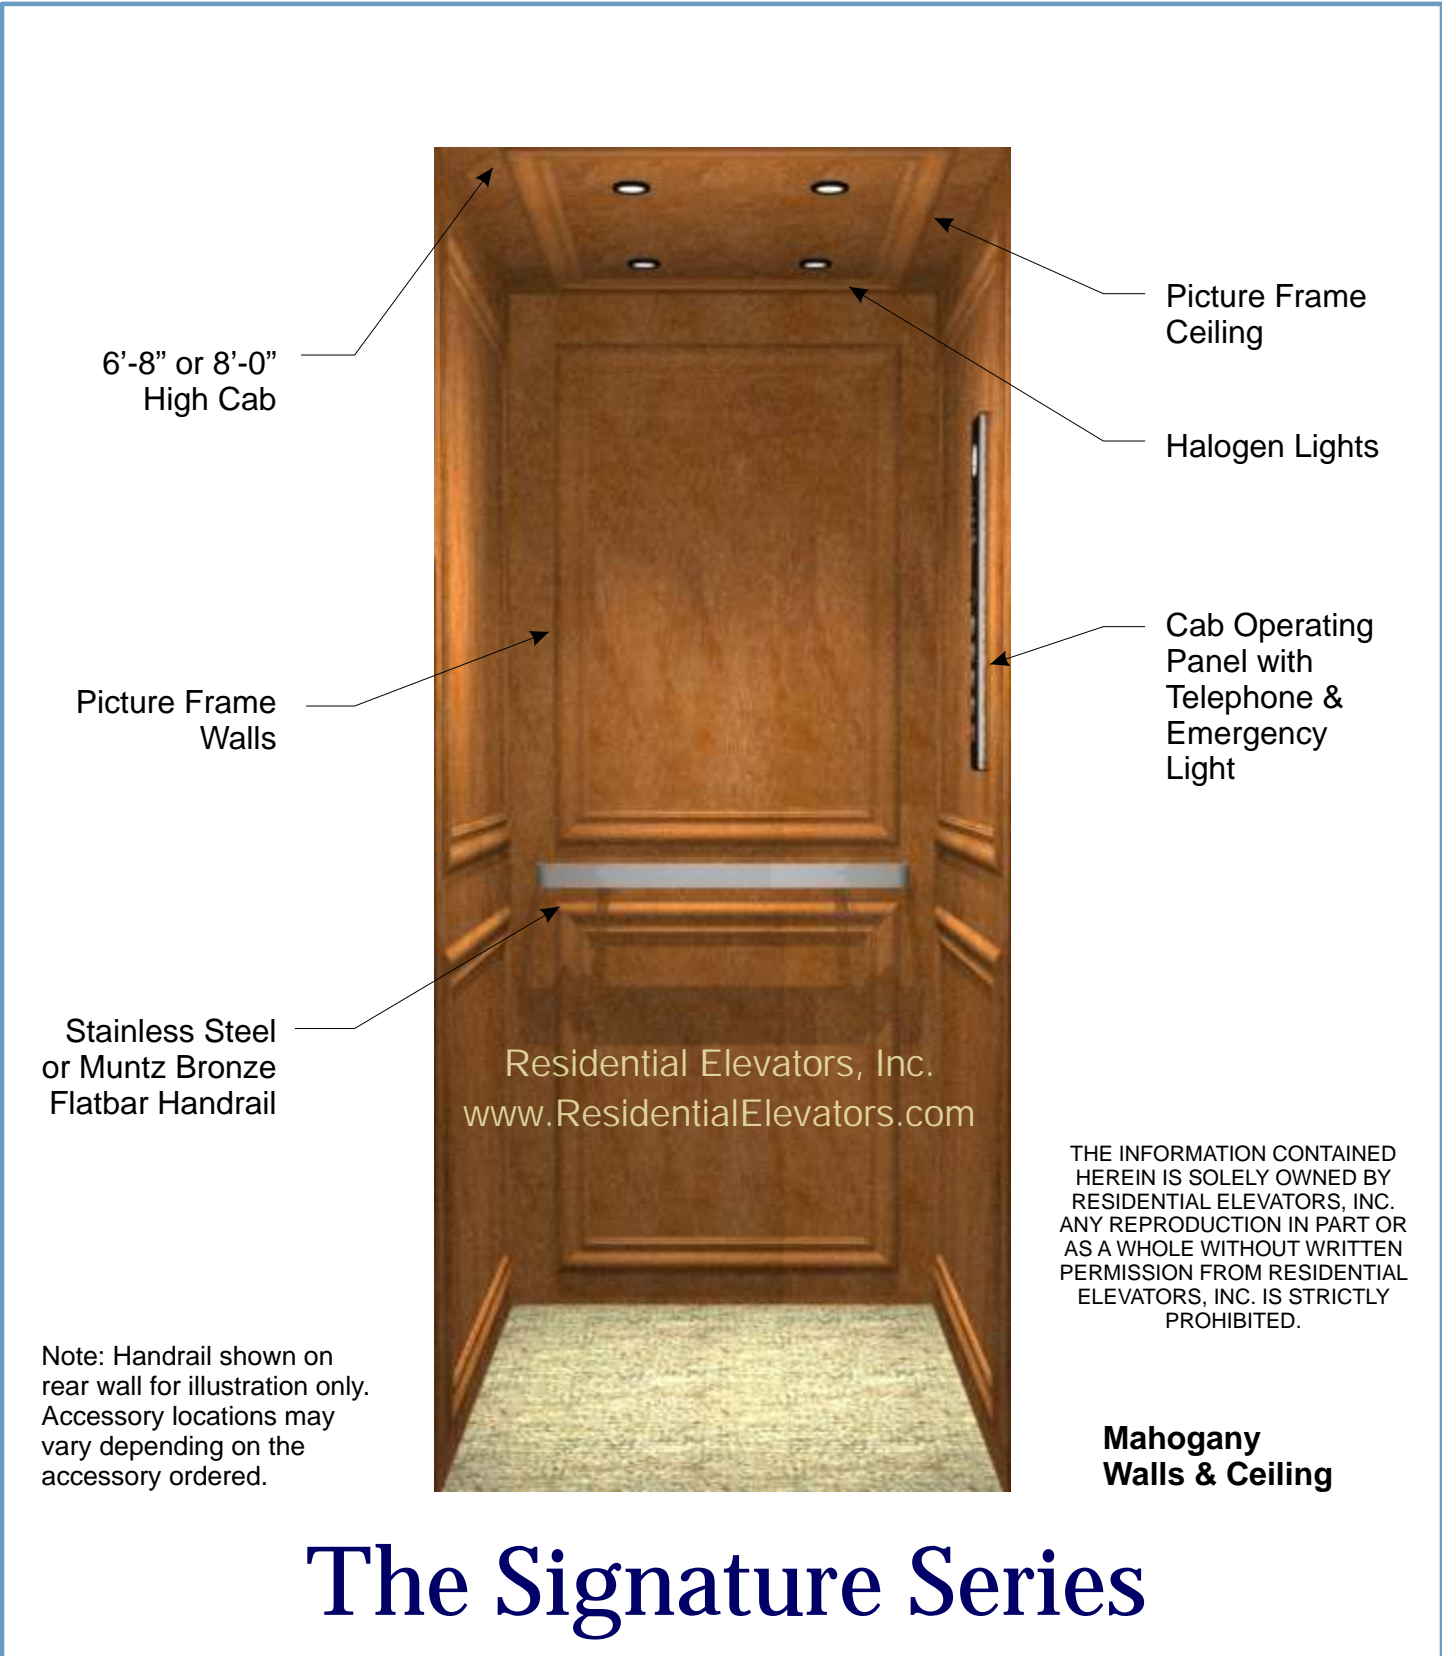 6’-8” or 8’-0”
High Cab
Picture Frame
Walls
Stainless Steel
or Muntz Bronze
Flatbar Handrail
Note: Handrail shown on
rear wall for illustration only.
Accessory locations may
vary depending on the
accessory ordered.
Residential Elevators, Inc.
www.ResidentialElevators.com
Picture Frame
Ceiling
Halogen Lights
Cab Operating
Panel with
Telephone &
Emergency
Light
THE INFORMATION CONTAINED
HEREIN IS SOLELY OWNED BY
RESIDENTIAL ELEVATORS, INC.
ANY REPRODUCTION IN PART OR
AS A WHOLE WITHOUT WRITTEN
PERMISSION FROM RESIDENTIAL
ELEVATORS, INC. IS STRICTLY
PROHIBITED.
Mahogany
Walls & Ceiling
The Signature Series